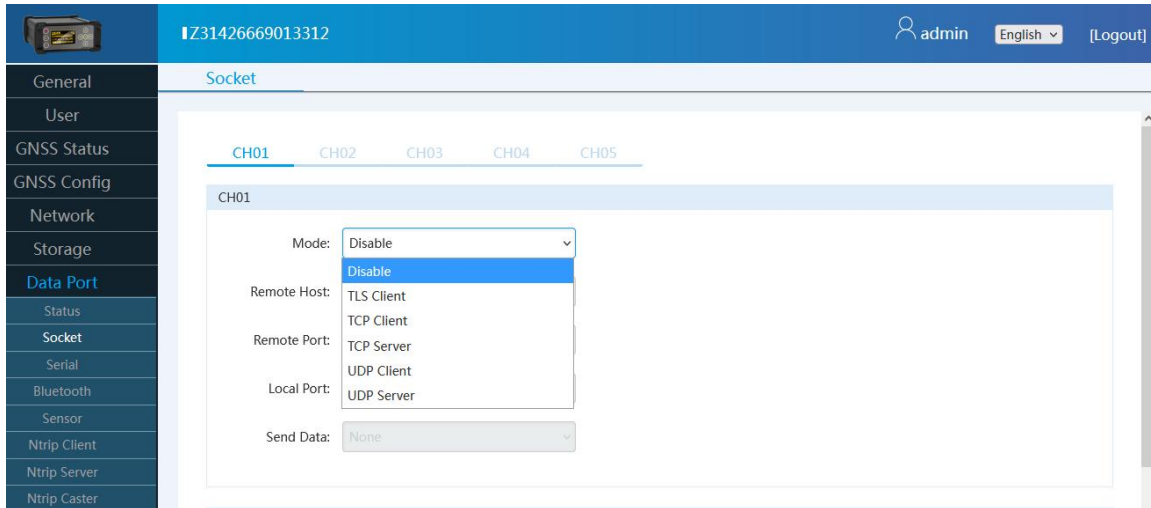 IZ31426669013312
admin
English
[Logout]
General
User
GNSS Status
GNSS Config
Network
Storage
Data Port
Status
Socket
Serial
Bluetooth
Sensor
Ntrip Client
Ntrip Server
Ntrip Caster
Socket
CH01 CH02 CH03 CH04 CH05
CH01
Mode: Disable
Disable
TLS Client
TCP Client
TCP Server
UDP Client
UDP Server
Remote Host:
Remote Port:
Local Port:
Send Data: None